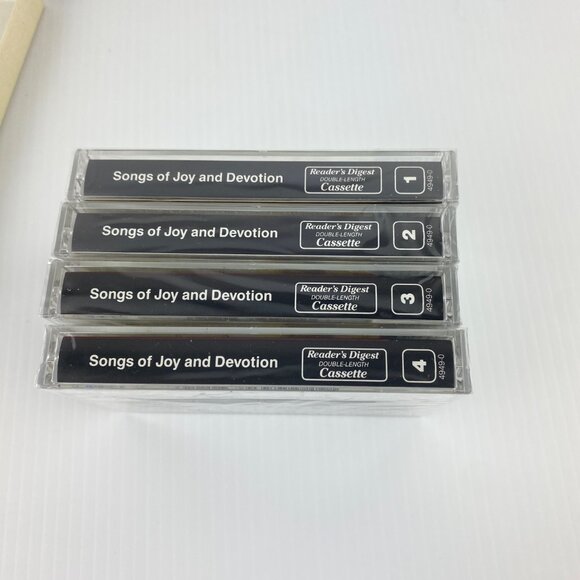 Songs of Joy and Devotion
Reader's Digest
DOUBLE-LENGTH
Cassette
1
4949-0
Songs of Joy and Devotion
Reader's Digest
DOUBLE-LENGTH
Cassette
2
4949-0
Songs of Joy and Devotion
Reader's Digest
DOUBLE-LENGTH
Cassette
3
4949-0
Songs of Joy and Devotion
Reader's Digest
DOUBLE-LENGTH
Cassette
4
4949-0